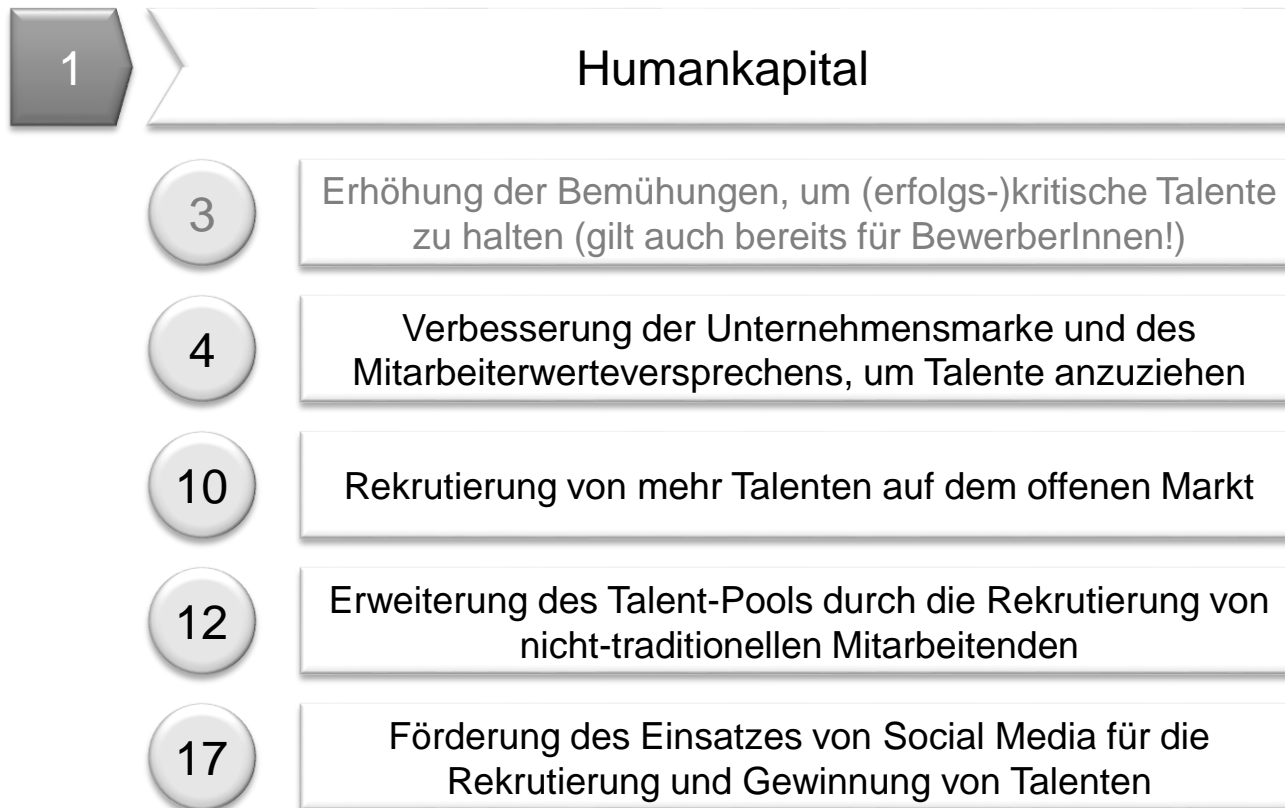 1
Humankapital
3
Erhöhung der Bemühungen, um (erfolgs-)kritische Talente
zu halten (gilt auch bereits für BewerberInnen!)
4
Verbesserung der Unternehmensmarke und des
Mitarbeiterwerteversprechens, um Talente anzuziehen
10
Rekrutierung von mehr Talenten auf dem offenen Markt
12
Erweiterung des Talent-Pools durch die Rekrutierung von
nicht-traditionellen Mitarbeitenden
17
Förderung des Einsatzes von Social Media für die
Rekrutierung und Gewinnung von Talenten